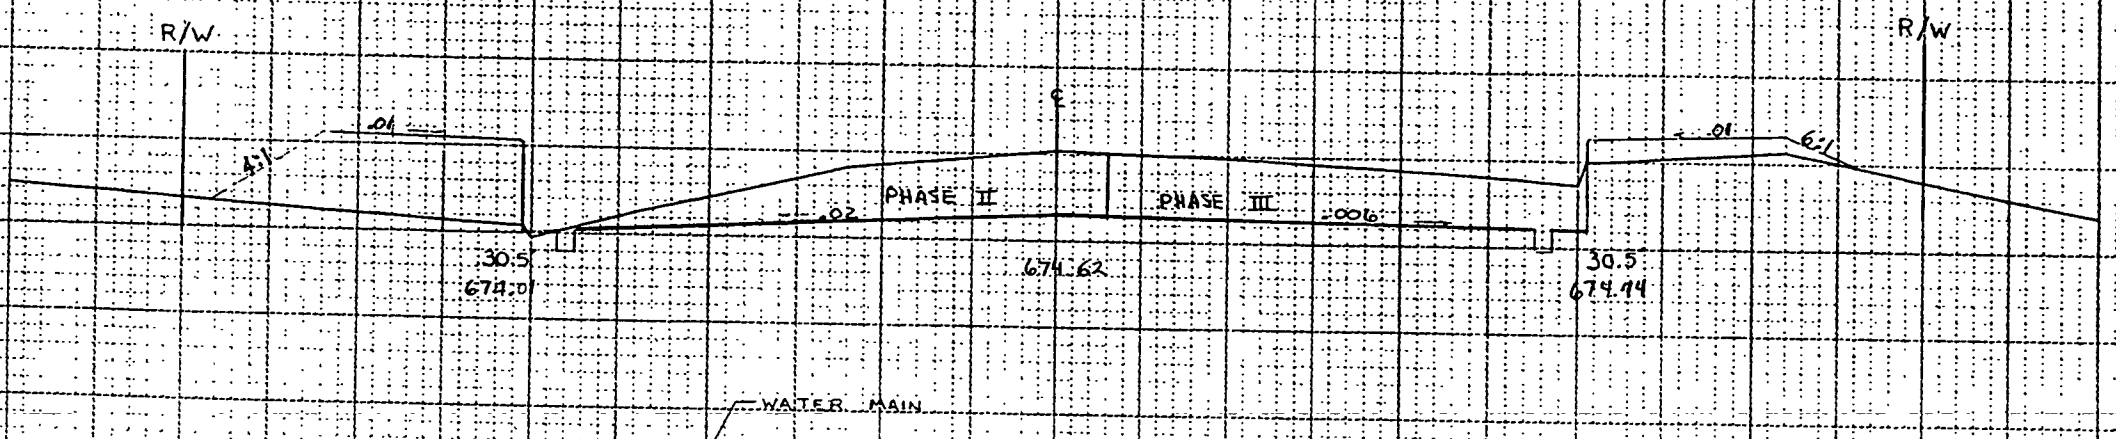 R/W
R/W
℄
.01
.01
4:1
6:1
PHASE II
PHASE III
.02
.006
30.5
674.01
674.62
30.5
674.44
WATER MAIN